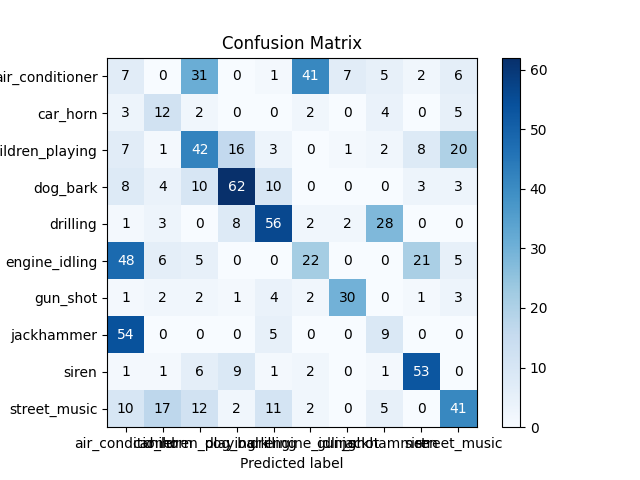 Confusion Matrix
air_conditioner 7 0 31 0 1 41 7 5 2 6
car_horn 3 12 2 0 0 2 0 4 0 5
ildren_playing 7 1 42 16 3 0 1 2 8 20
dog_bark 8 4 10 62 10 0 0 0 3 3
drilling 1 3 0 8 56 2 2 28 0 0
engine_idling 48 6 5 0 0 22 0 0 21 5
gun_shot 1 2 2 1 4 2 30 0 1 3
jackhammer 54 0 0 0 5 0 0 9 0 0
siren 1 1 6 9 1 2 0 1 53 0
street_music 10 17 12 2 11 2 0 5 0 41
60
50
40
30
20
10
0
street_music
Predicted label